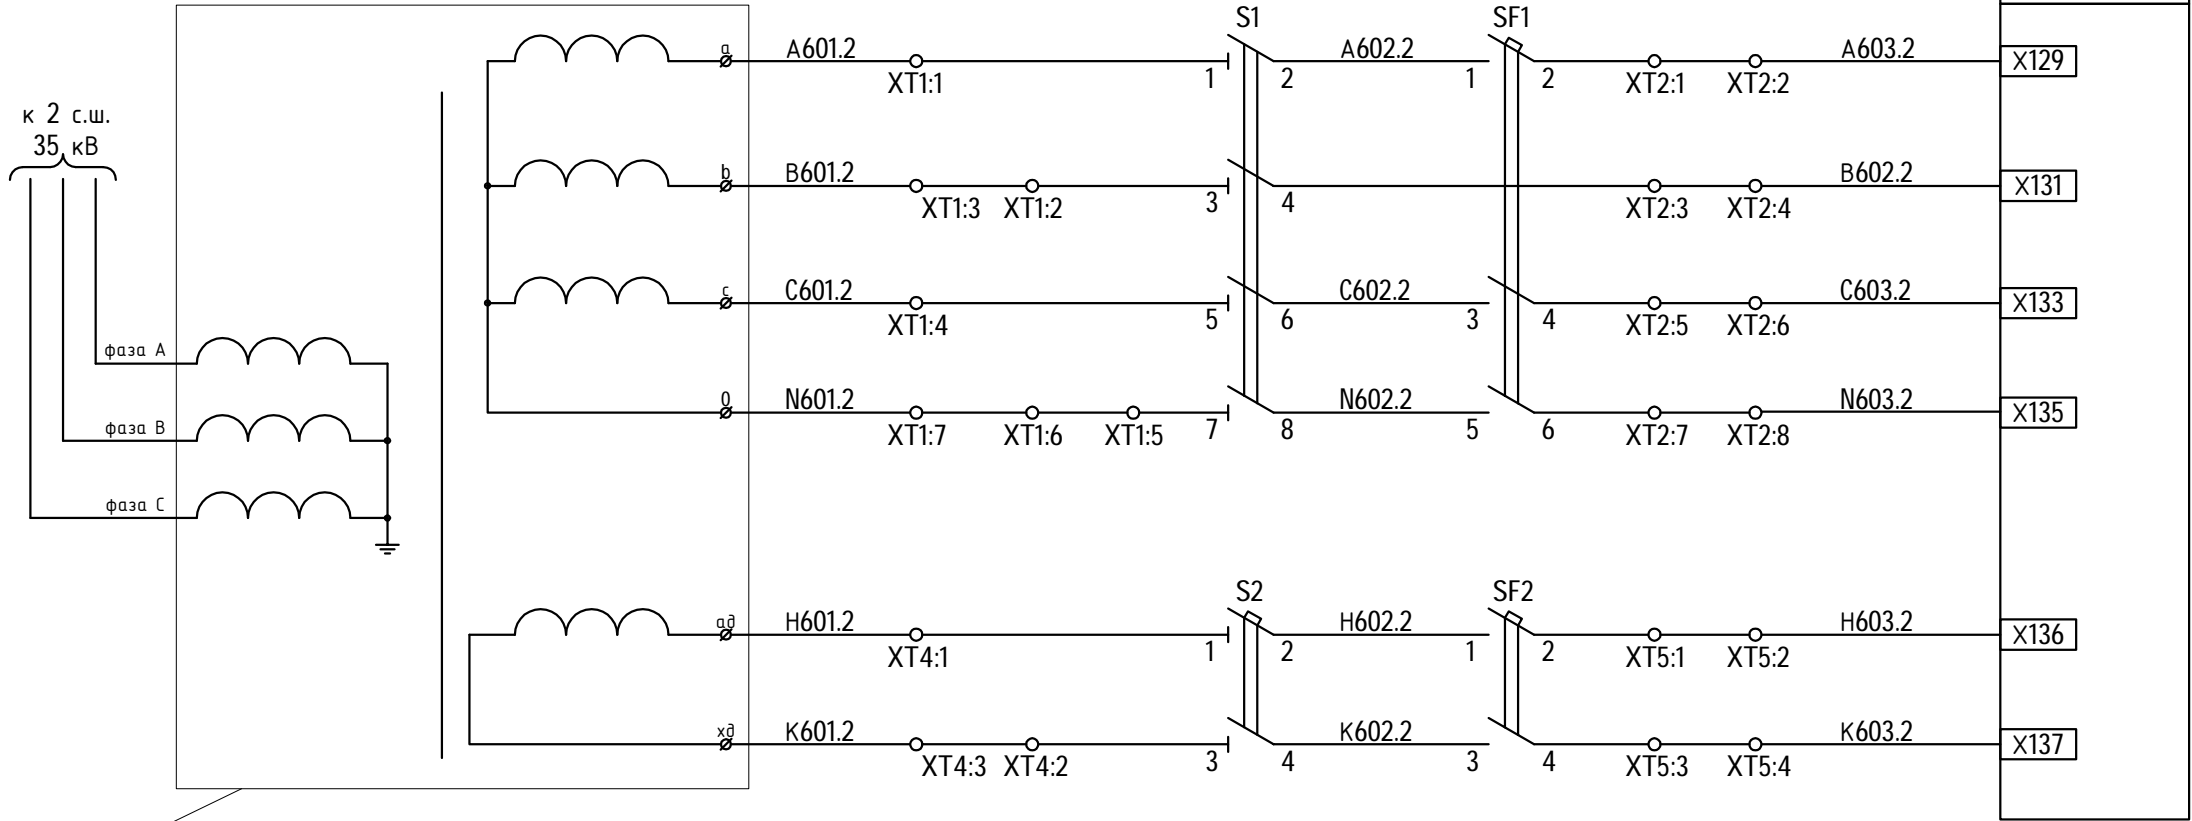 S1 SF1
a A601.2 A602.2 A603.2 X129
XT1:1 1 2 1 2 XT2:1 XT2:2
к 2 с.ш.
35 кВ
b B601.2 B602.2 X131
XT1:3 XT1:2 3 4 XT2:3 XT2:4
c C601.2 C602.2 C603.2 X133
XT1:4 5 6 3 4 XT2:5 XT2:6
фаза А
0 N601.2 N602.2 N603.2 X135
фаза В
XT1:7 XT1:6 XT1:5 7 8 5 6 XT2:7 XT2:8
фаза С
S2 SF2
aд H601.2 H602.2 H603.2 X136
XT4:1 1 2 1 2 XT5:1 XT5:2
xд K601.2 K602.2 K603.2 X137
XT4:3 XT4:2 3 4 3 4 XT5:3 XT5:4